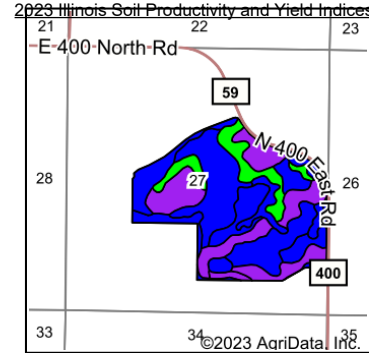 2023 Illinois Soil Productivity and Yield Indices
21
22
23
E 400 North Rd
59
N 400 East Rd
28
27
26
400
33
34
35
©2023 AgriData, Inc.